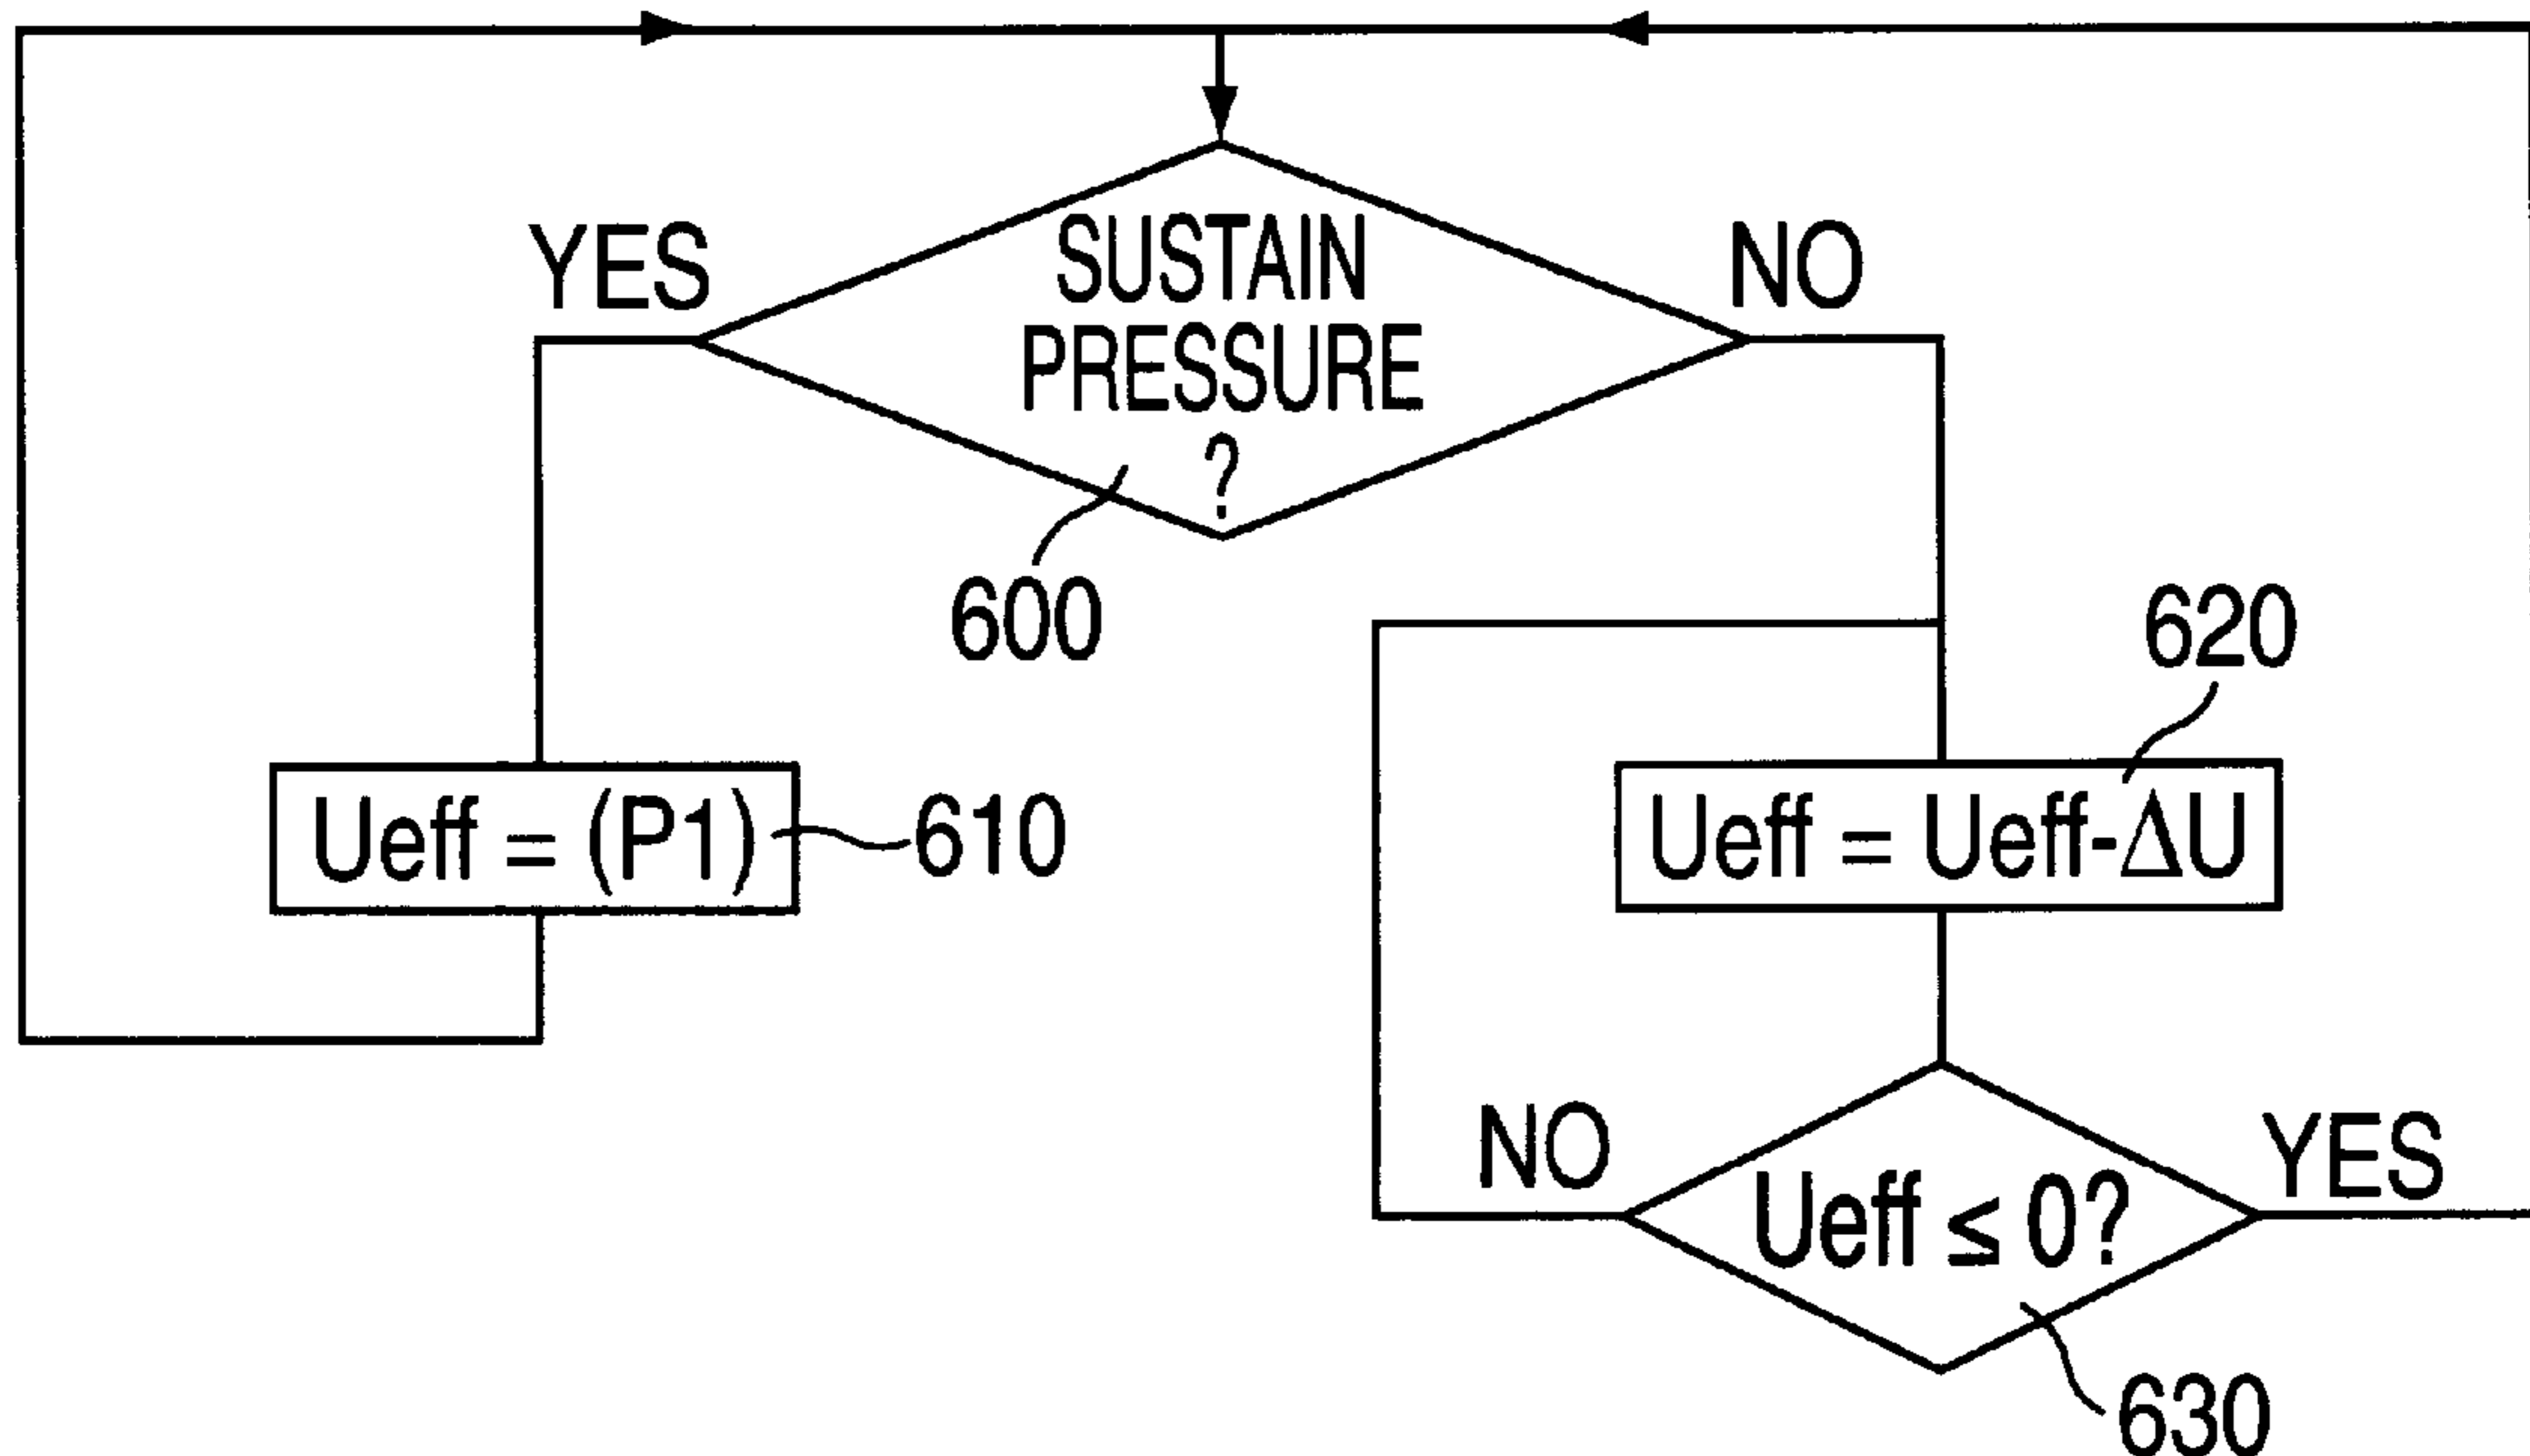 YES
SUSTAIN
PRESSURE
?
NO
600
620
Ueff = (P1)
610
Ueff = Ueff-ΔU
NO
Ueff ≤ 0?
YES
630